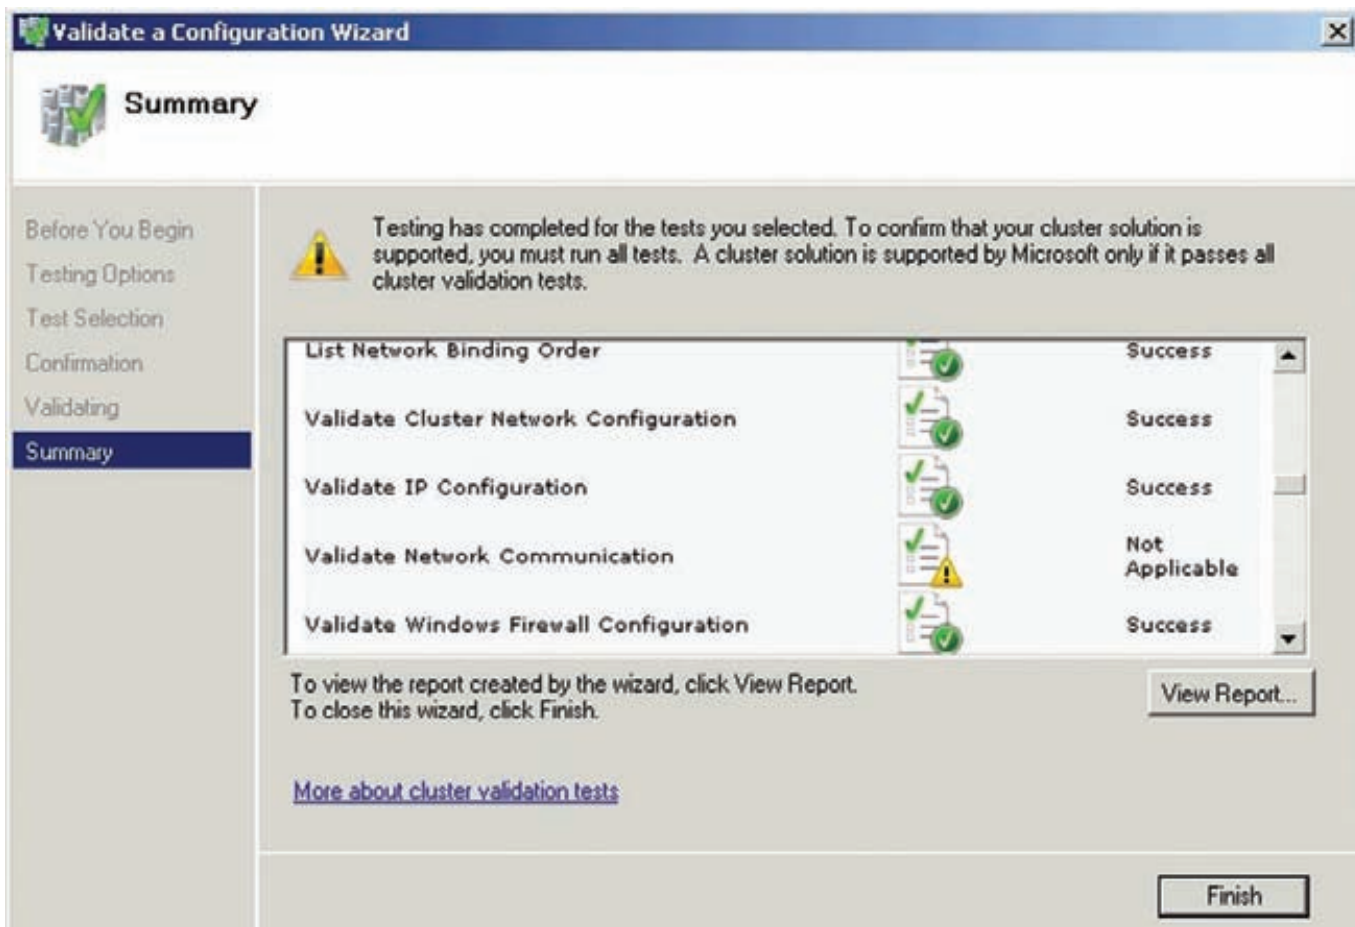 Validate a Configuration Wizard
Summary
Before You Begin
Testing Options
Test Selection
Confirmation
Validating
Summary
Testing has completed for the tests you selected. To confirm that your cluster solution is
supported, you must run all tests. A cluster solution is supported by Microsoft only if it passes all
cluster validation tests.
List Network Binding Order Success
Validate Cluster Network Configuration Success
Validate IP Configuration Success
Validate Network Communication Not Applicable
Validate Windows Firewall Configuration Success
To view the report created by the wizard, click View Report.
To close this wizard, click Finish.
View Report...
More about cluster validation tests
Finish